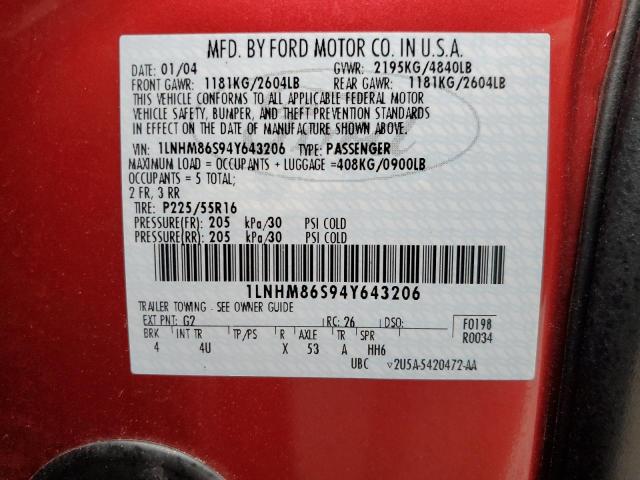 MFD. BY FORD MOTOR CO. IN U.S.A.
DATE: 01/04 GVWR: 2195KG/4840LB
FRONT GAWR: 1181KG/2604LB REAR GAWR: 1181KG/2604LB
THIS VEHICLE CONFORMS TO ALL APPLICABLE FEDERAL MOTOR
VEHICLE SAFETY, BUMPER, AND THEFT PREVENTION STANDARDS
IN EFFECT ON THE DATE OF MANUFACTURE SHOWN ABOVE.
VIN: 1LNHM86S94Y643206 TYPE: PASSENGER
MAXIMUM LOAD = OCCUPANTS + LUGGAGE = 408KG/0900LB
OCCUPANTS = 5 TOTAL;
2 FR, 3 RR
TIRE: P225/55R16
PRESSURE(FR): 205 kPa/30 PSI COLD
PRESSURE(RR): 205 kPa/30 PSI COLD
1LNHM86S94Y643206
TRAILER TOWING - SEE OWNER GUIDE
EXT PNT: G2 RC: 26 DSO: F0198
BRK INT TR TP/PS R AXLE TR SPR R0034
4 4U X 53 A HH6
UBC V2U5A-5420472-AA